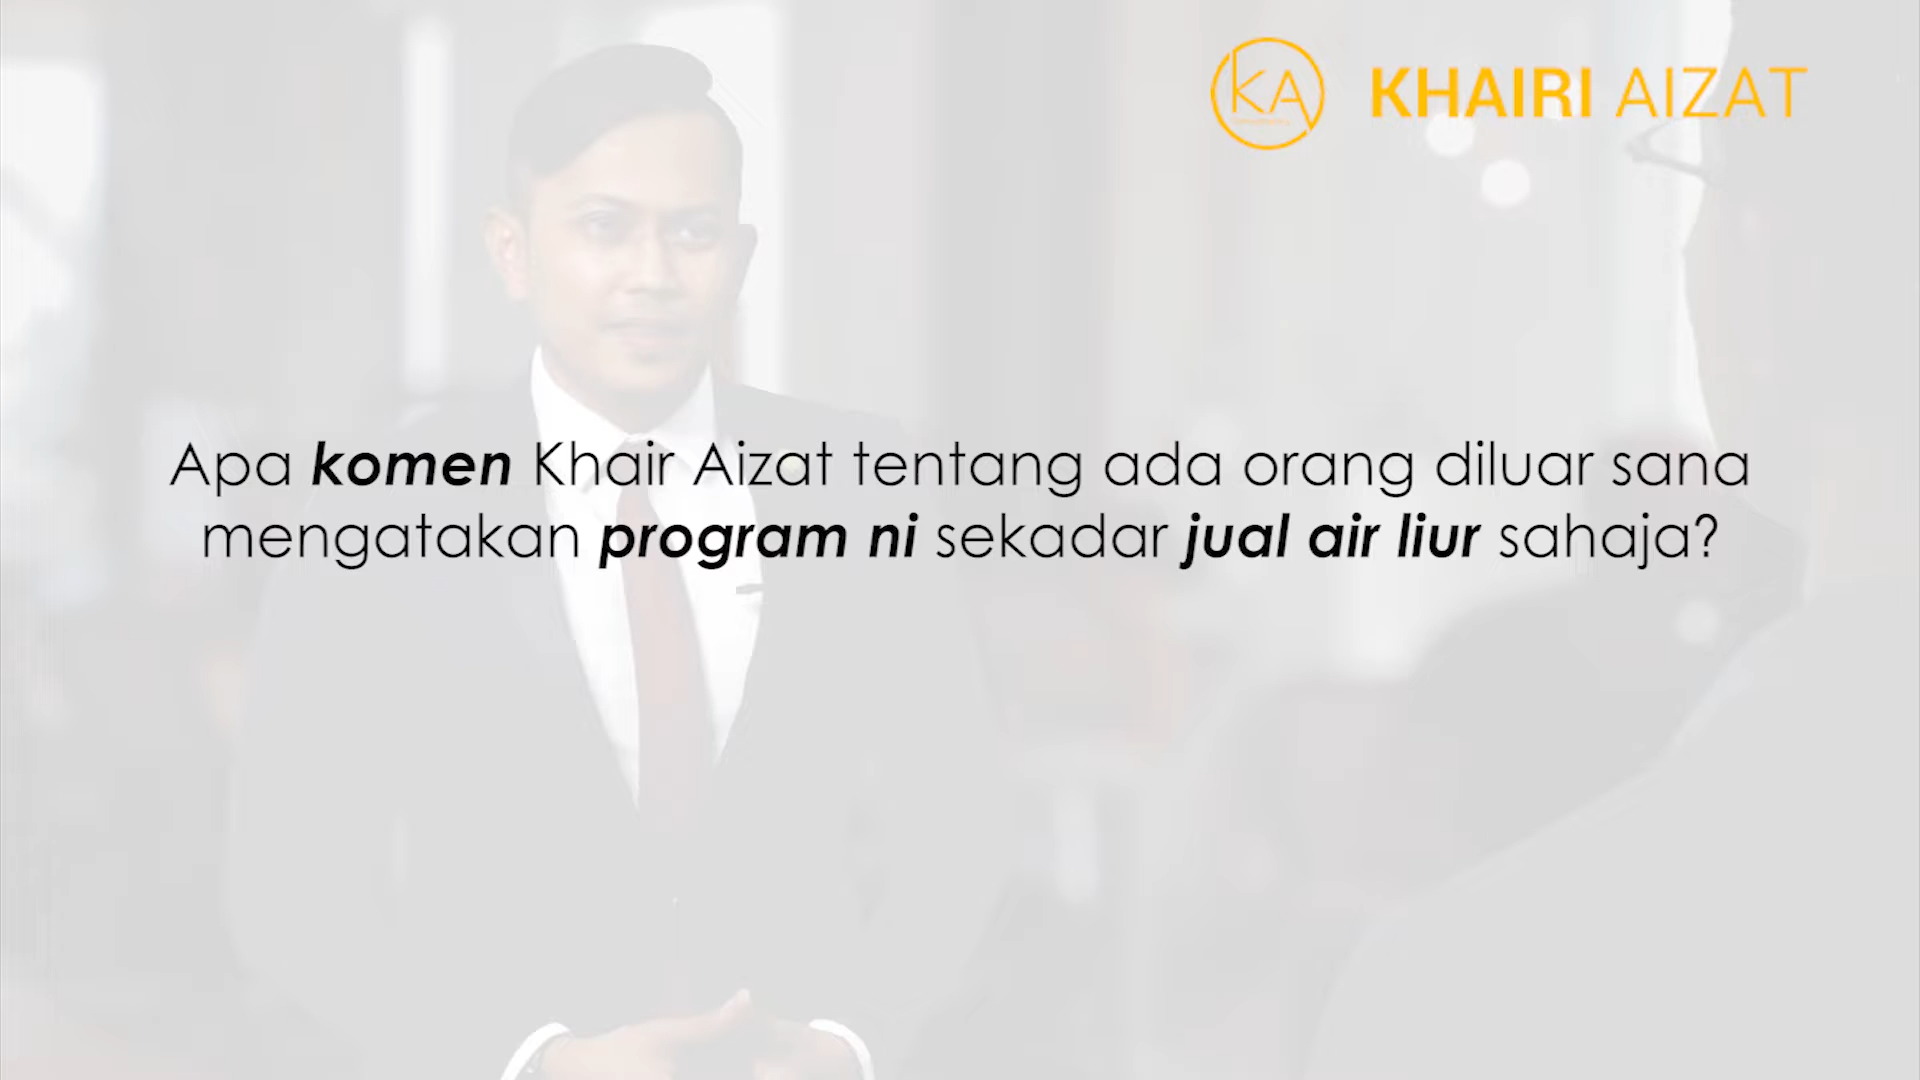 KA KHAIRI AIZAT
Apa komen Khair Aizat tentang ada orang diluar sana
mengatakan program ni sekadar jual air liur sahaja?